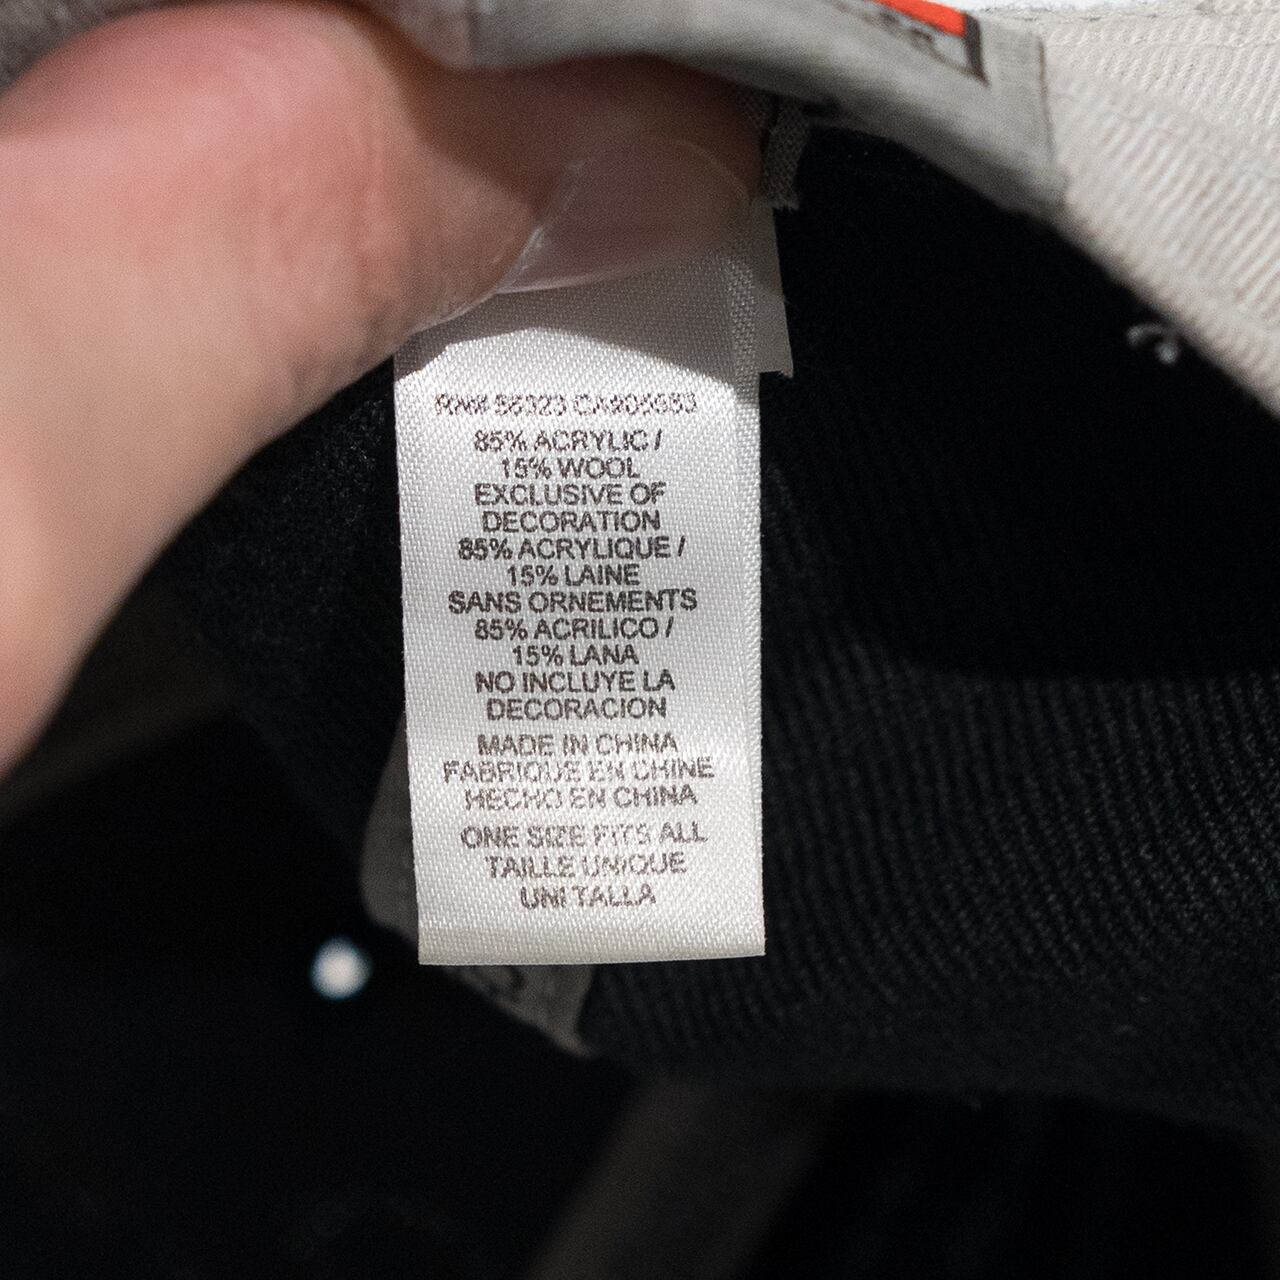 85% ACRYLIC /
15% WOOL
EXCLUSIVE OF
DECORATION
85% ACRYLIQUE /
15% LAINE
SANS ORNEMENTS
85% ACRILICO /
15% LANA
NO INCLUYE LA
DECORACION
MADE IN CHINA
FABRIQUE EN CHINE
HECHO EN CHINA
ONE SIZE FITS ALL
TAILLE UNIQUE
UNI TALLA